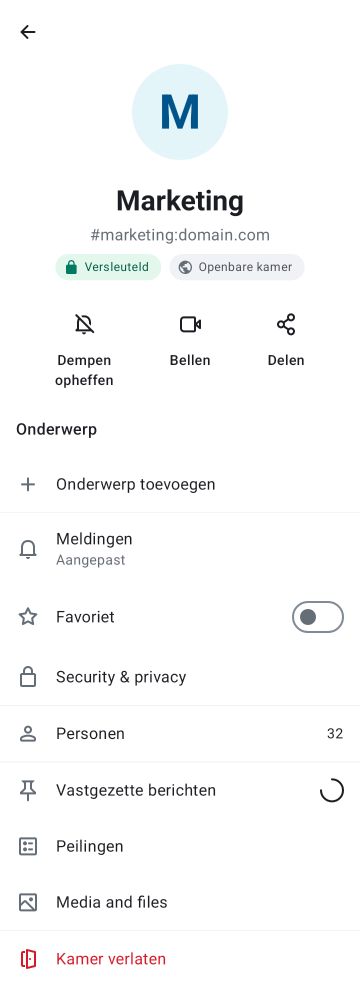 M
Marketing
#marketing:domain.com
Versleuteld
Openbare kamer
Dempen
opheffen
Bellen
Delen
Onderwerp
Onderwerp toevoegen
Meldingen
Aangepast
Favoriet
Security & privacy
Personen
32
Vastgezette berichten
Peilingen
Media and files
Kamer verlaten